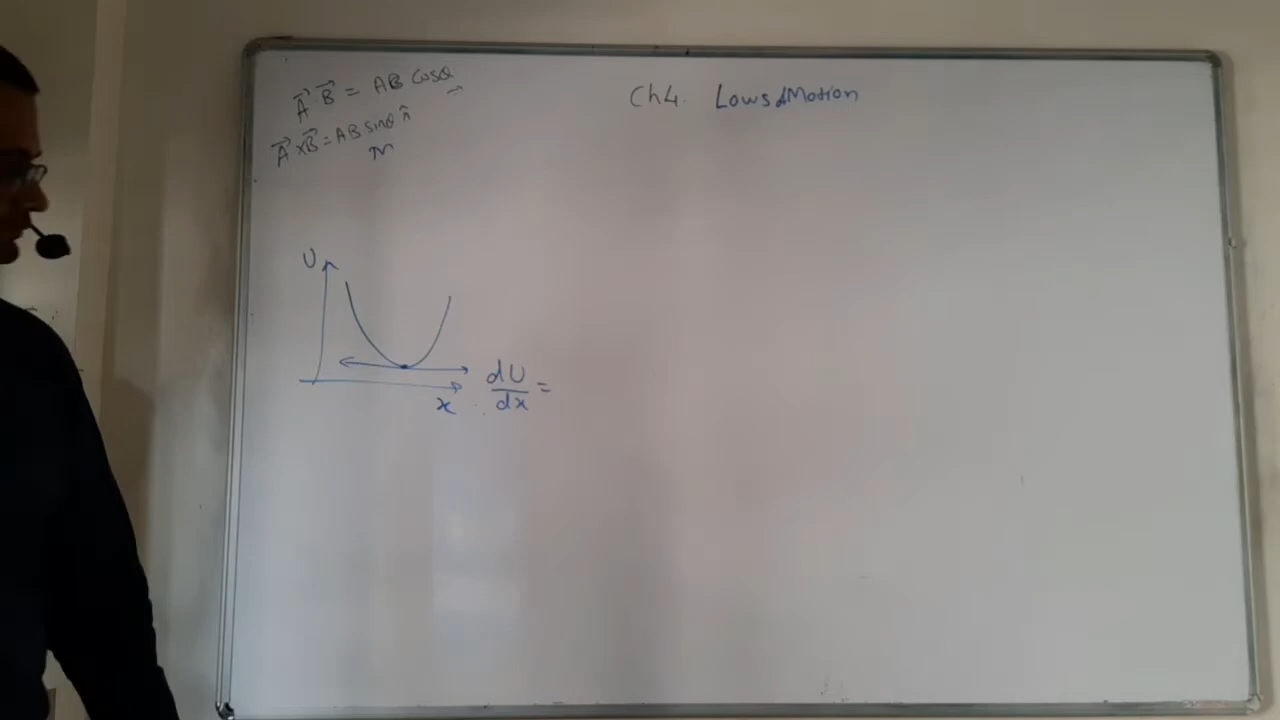 A⃗ · B⃗ = AB cosθ
A⃗ × B⃗ = AB sinθ n̂
Ch4. Laws of Motion
U
x
dU/dx =